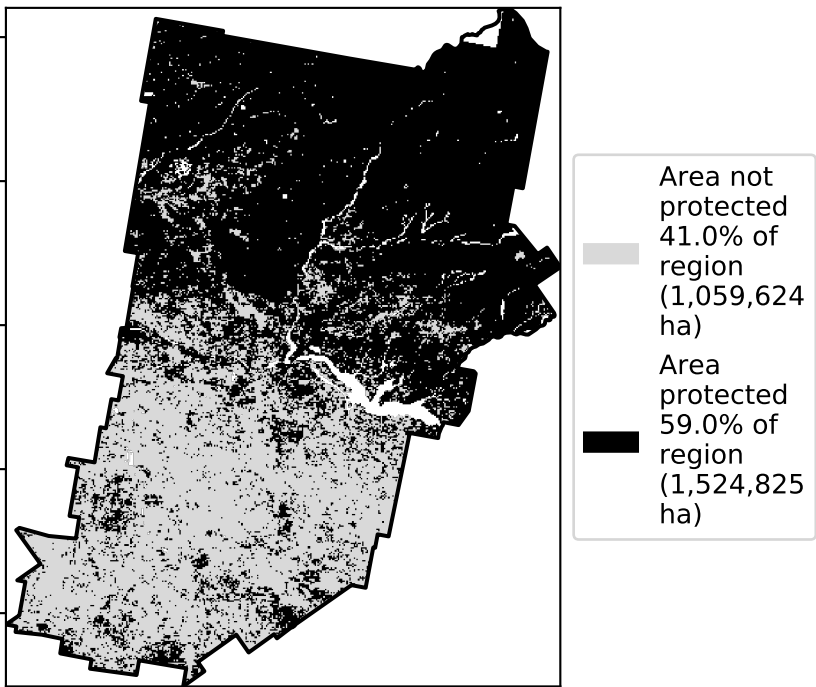 Area not
protected
41.0% of
region
(1,059,624
ha)
Area
protected
59.0% of
region
(1,524,825
ha)